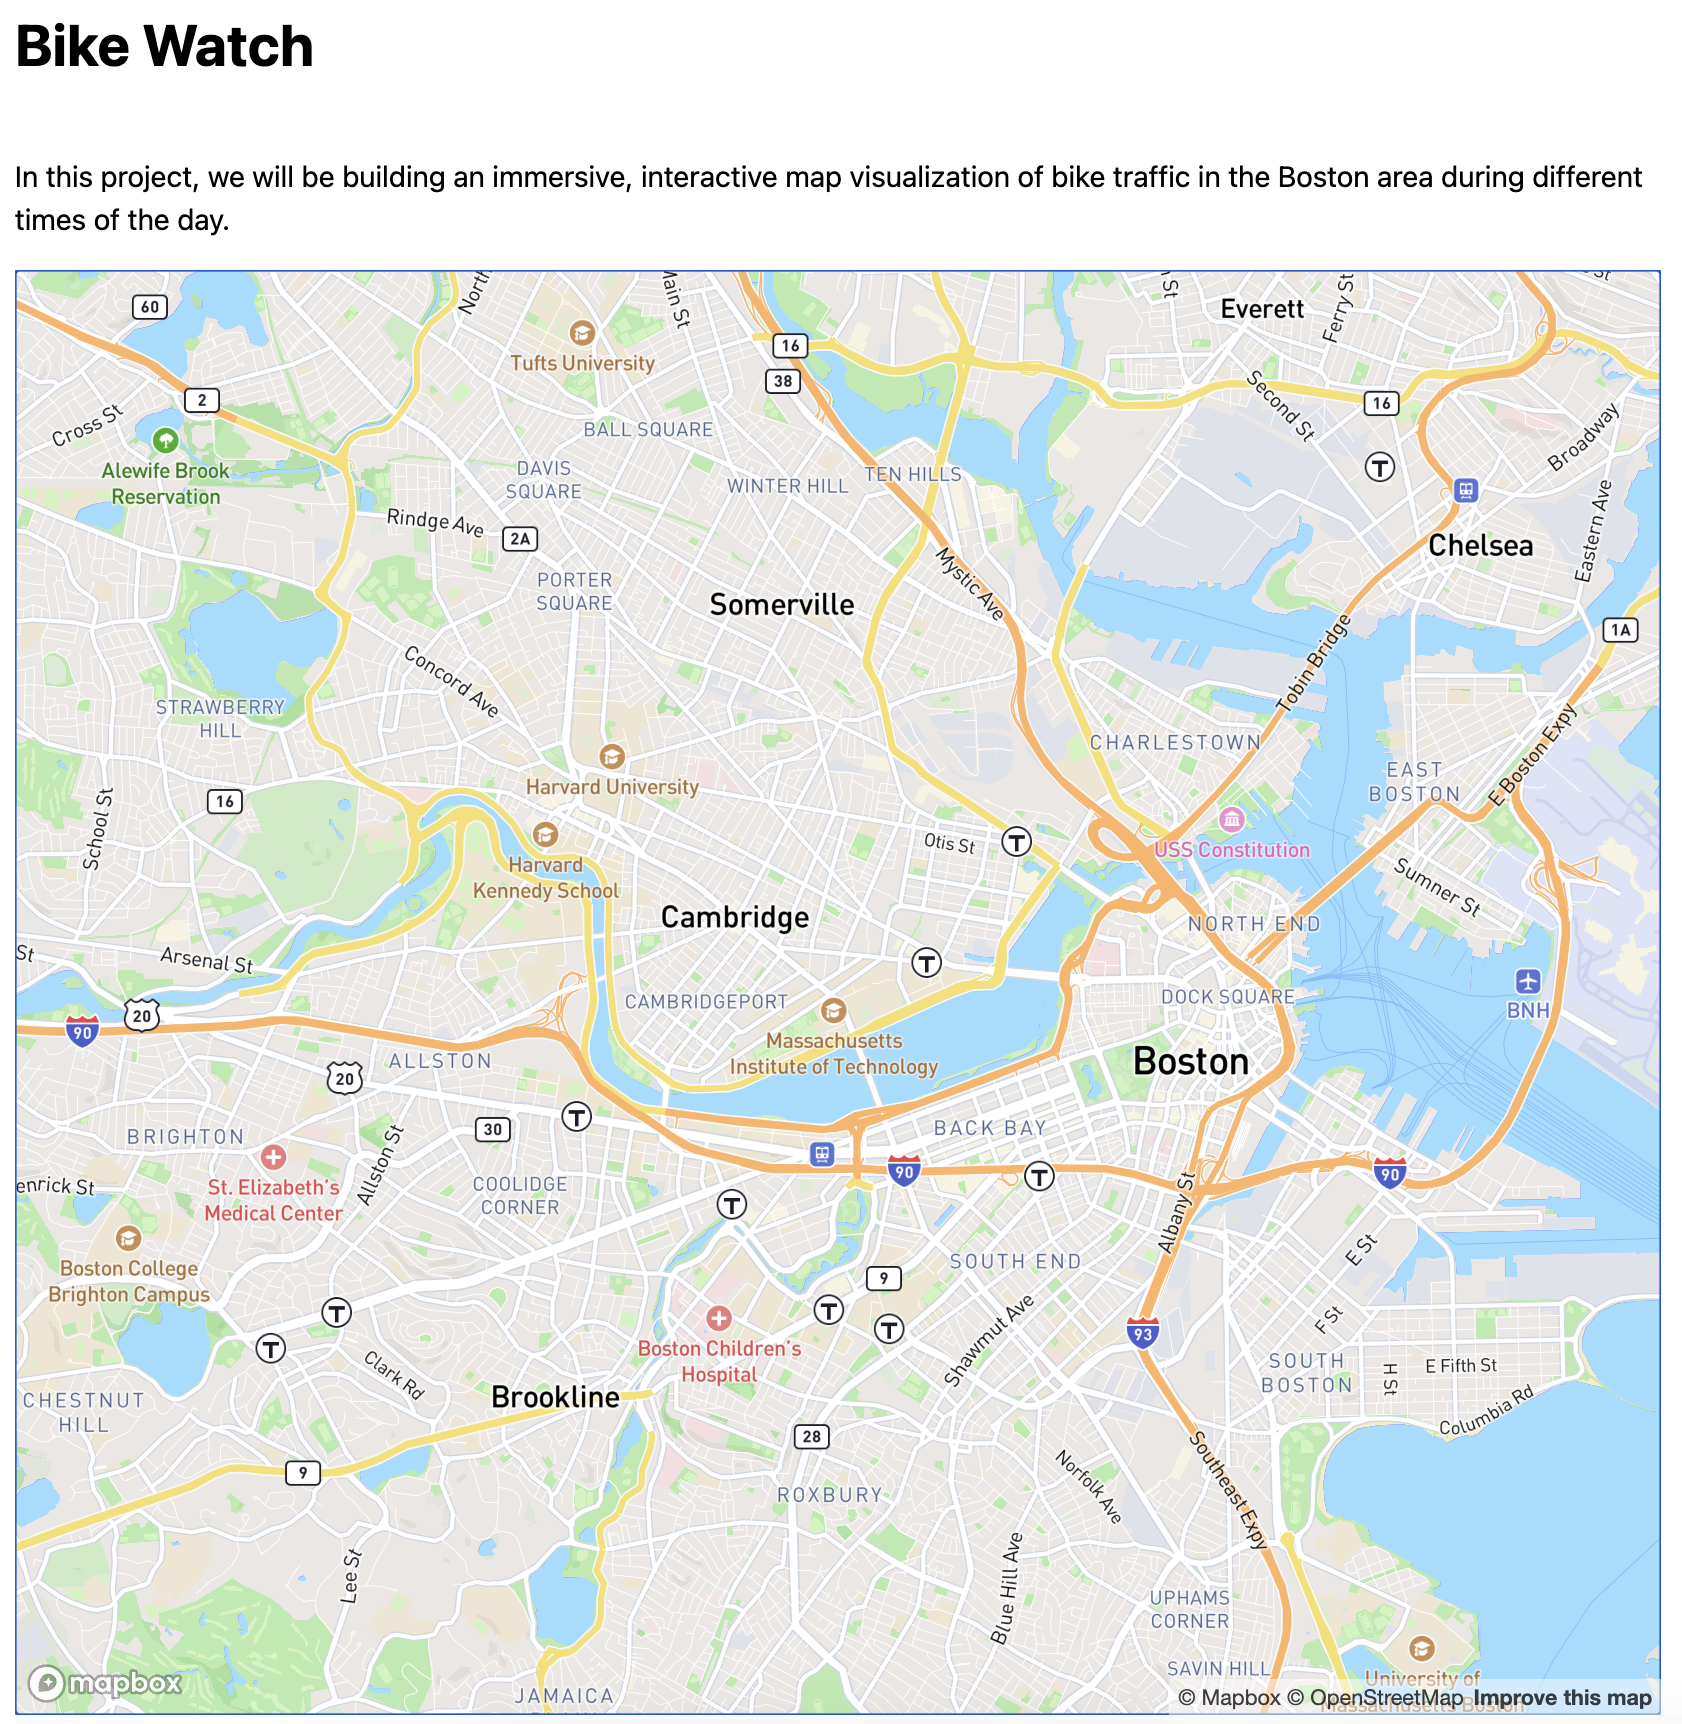 Bike Watch
In this project, we will be building an immersive, interactive map visualization of bike traffic in the Boston area during different
times of the day.
60
North
Main St
Tufts University
16
38
n St
Everett
Ferry St
St
2
Cross St
Alewife Brook
Reservation
BALL SQUARE
DAVIS
SQUARE
WINTER HILL
TEN HILLS
Second St
16
T
Broadway
Rindge Ave
2A
Mystic Ave
Chelsea
Eastern Ave
PORTER
SQUARE
Somerville
1A
Concord Ave
Tobin Bridge
STRAWBERRY
HILL
CHARLESTOWN
EAST
BOSTON
E Boston Expy
Harvard University
16
School St
Harvard
Kennedy School
Otis St
T
USS Constitution
Sumner St
Cambridge
NORTH END
St
Arsenal St
T
CAMBRIDGEPORT
DOCK SQUARE
BNH
20
90
Massachusetts
Institute of Technology
Boston
ALLSTON
20
30
T
BACK BAY
BRIGHTON
Allston St
90
T
90
enrick St
St. Elizabeth's
Medical Center
COOLIDGE
CORNER
T
Albany St
Boston College
Brighton Campus
SOUTH END
E St
9
T
T
T
T
Boston Children's
Hospital
Shawmut Ave
93
F St
Clark Rd
SOUTH
BOSTON
H St
E Fifth St
Columbia Rd
CHESTNUT
HILL
Brookline
28
9
Norfolk Ave
Southeast Expy
ROXBURY
Lee St
Blue Hill Ave
UPHAMS
CORNER
SAVIN HILL
University of
Massachusetts Boston
JAMAICA
mapbox
© Mapbox © OpenStreetMap Improve this map